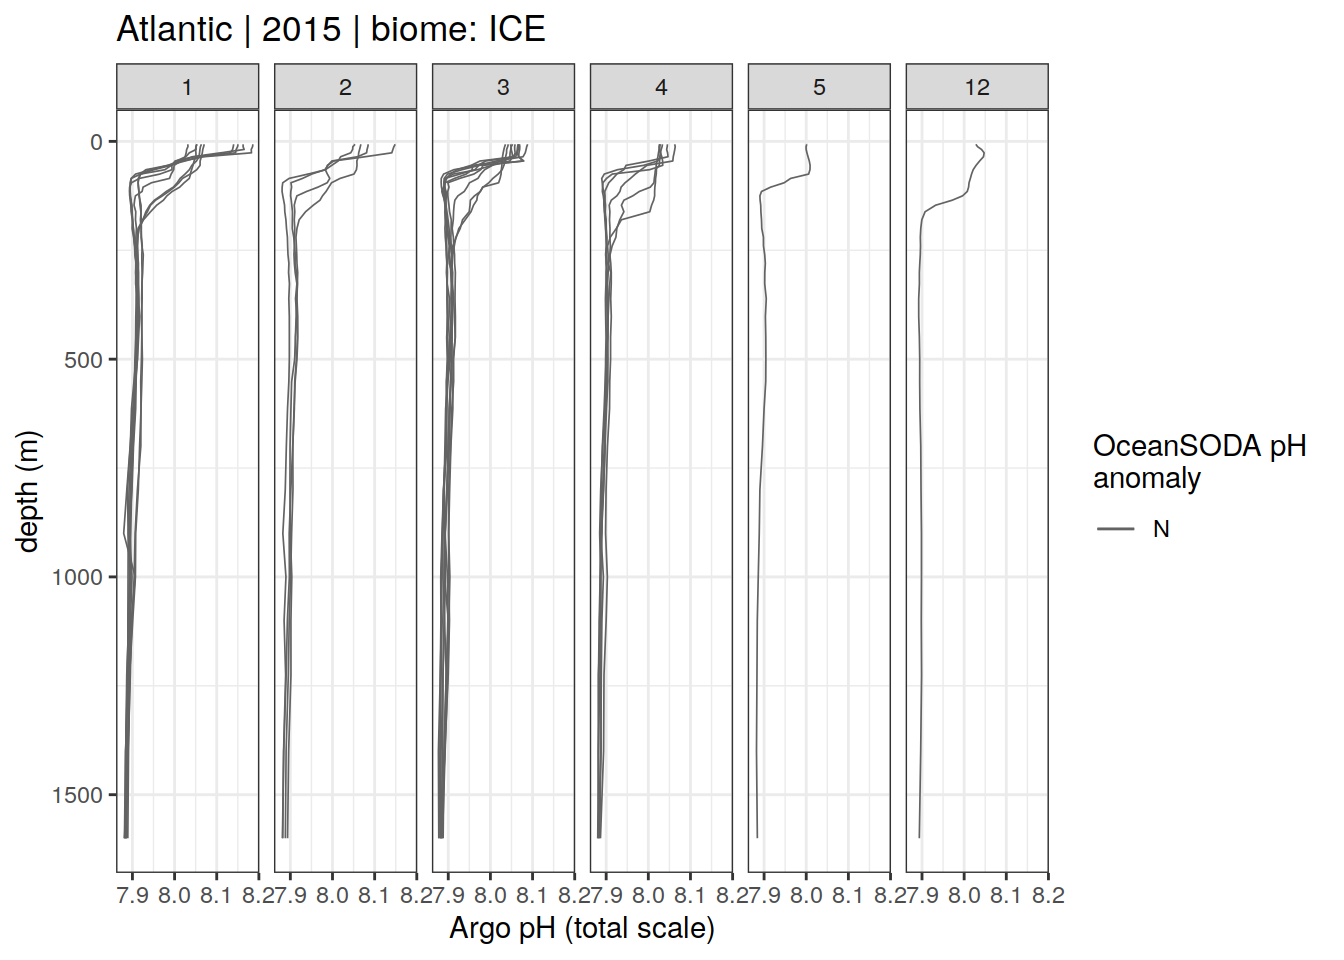 Atlantic | 2015 | biome: ICE
1 2 3 4 5 12
0
500
1000
1500
depth (m)
7.9 8.0 8.1 8.2 7.9 8.0 8.1 8.2 7.9 8.0 8.1 8.2 7.9 8.0 8.1 8.2 7.9 8.0 8.1 8.2 7.9 8.0 8.1 8.2
Argo pH (total scale)
OceanSODA pH
anomaly
N